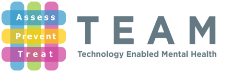 Assess
Prevent
Treat
TEAM
Technology Enabled Mental Health